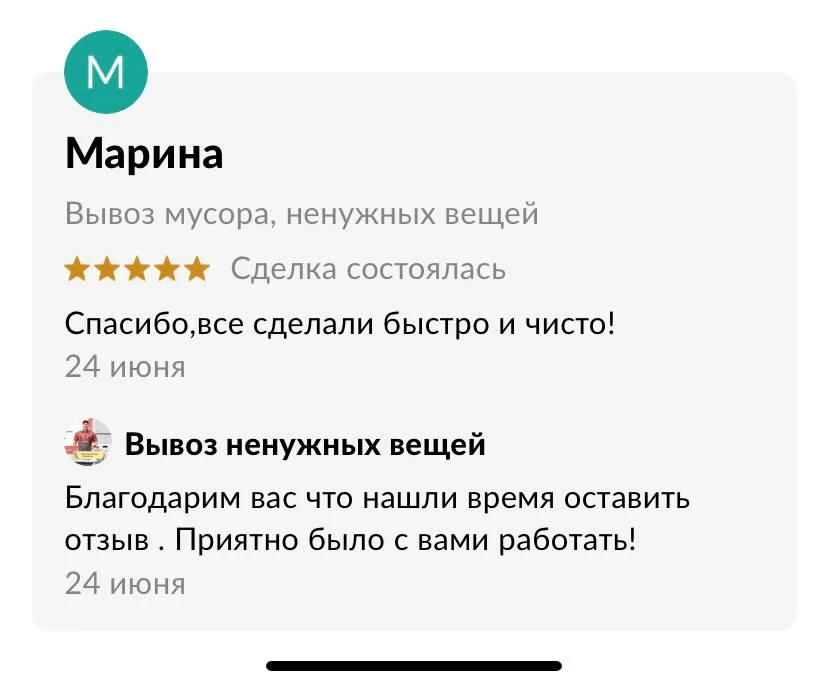 М
Марина
Вывоз мусора, ненужных вещей
Сделка состоялась
Спасибо,все сделали быстро и чисто!
24 июня
Вывоз ненужных вещей
Благодарим вас что нашли время оставить
отзыв . Приятно было с вами работать!
24 июня